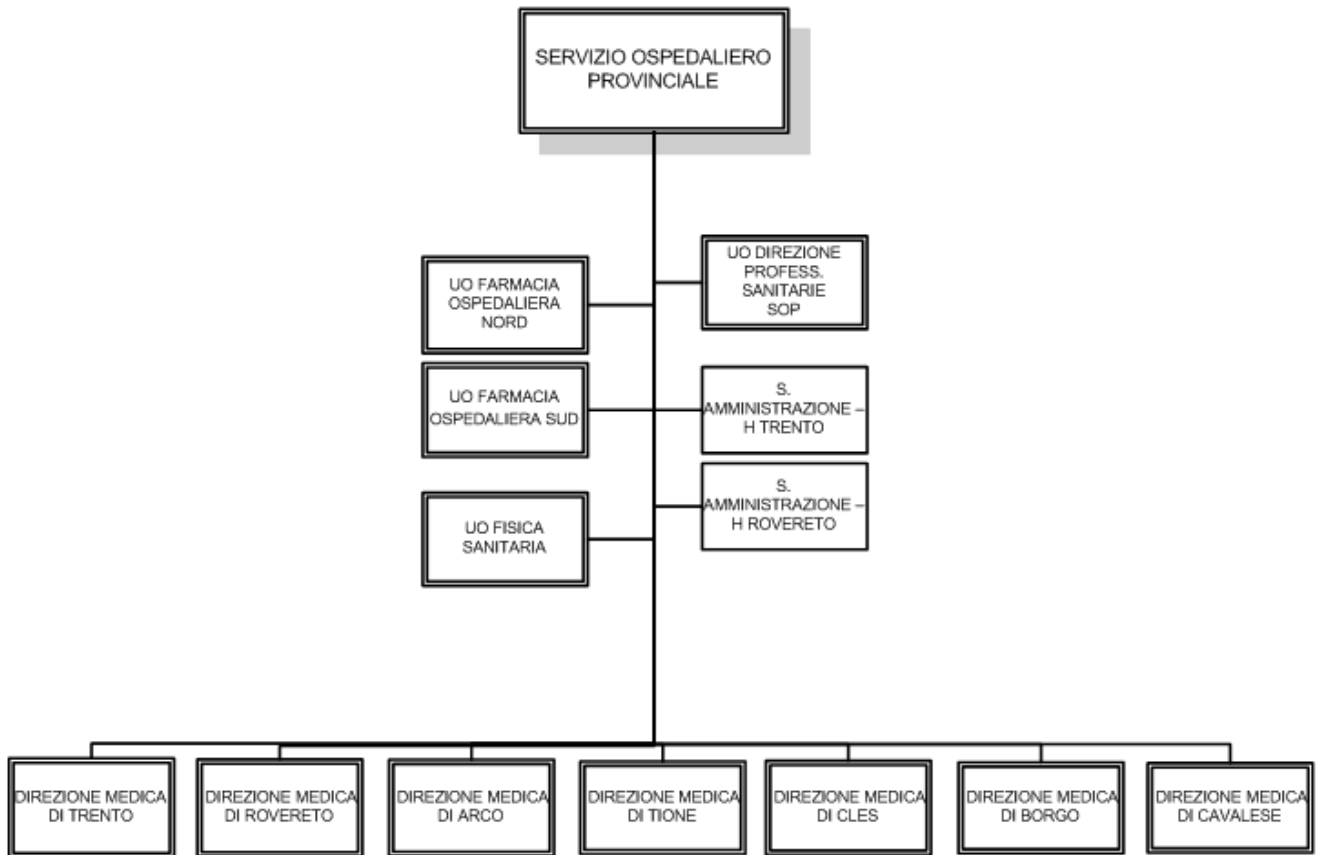 SERVIZIO OSPEDALIERO
PROVINCIALE
UO FARMACIA
OSPEDALIERA
NORD
UO DIREZIONE
PROFESS.
SANITARIE
SOP
UO FARMACIA
OSPEDALIERA SUD
S.
AMMINISTRAZIONE –
H TRENTO
S.
AMMINISTRAZIONE –
H ROVERETO
UO FISICA
SANITARIA
DIREZIONE MEDICA
DI TRENTO
DIREZIONE MEDICA
DI ROVERETO
DIREZIONE MEDICA
DI ARCO
DIREZIONE MEDICA
DI TIONE
DIREZIONE MEDICA
DI CLES
DIREZIONE MEDICA
DI BORGO
DIREZIONE MEDICA
DI CAVALESE